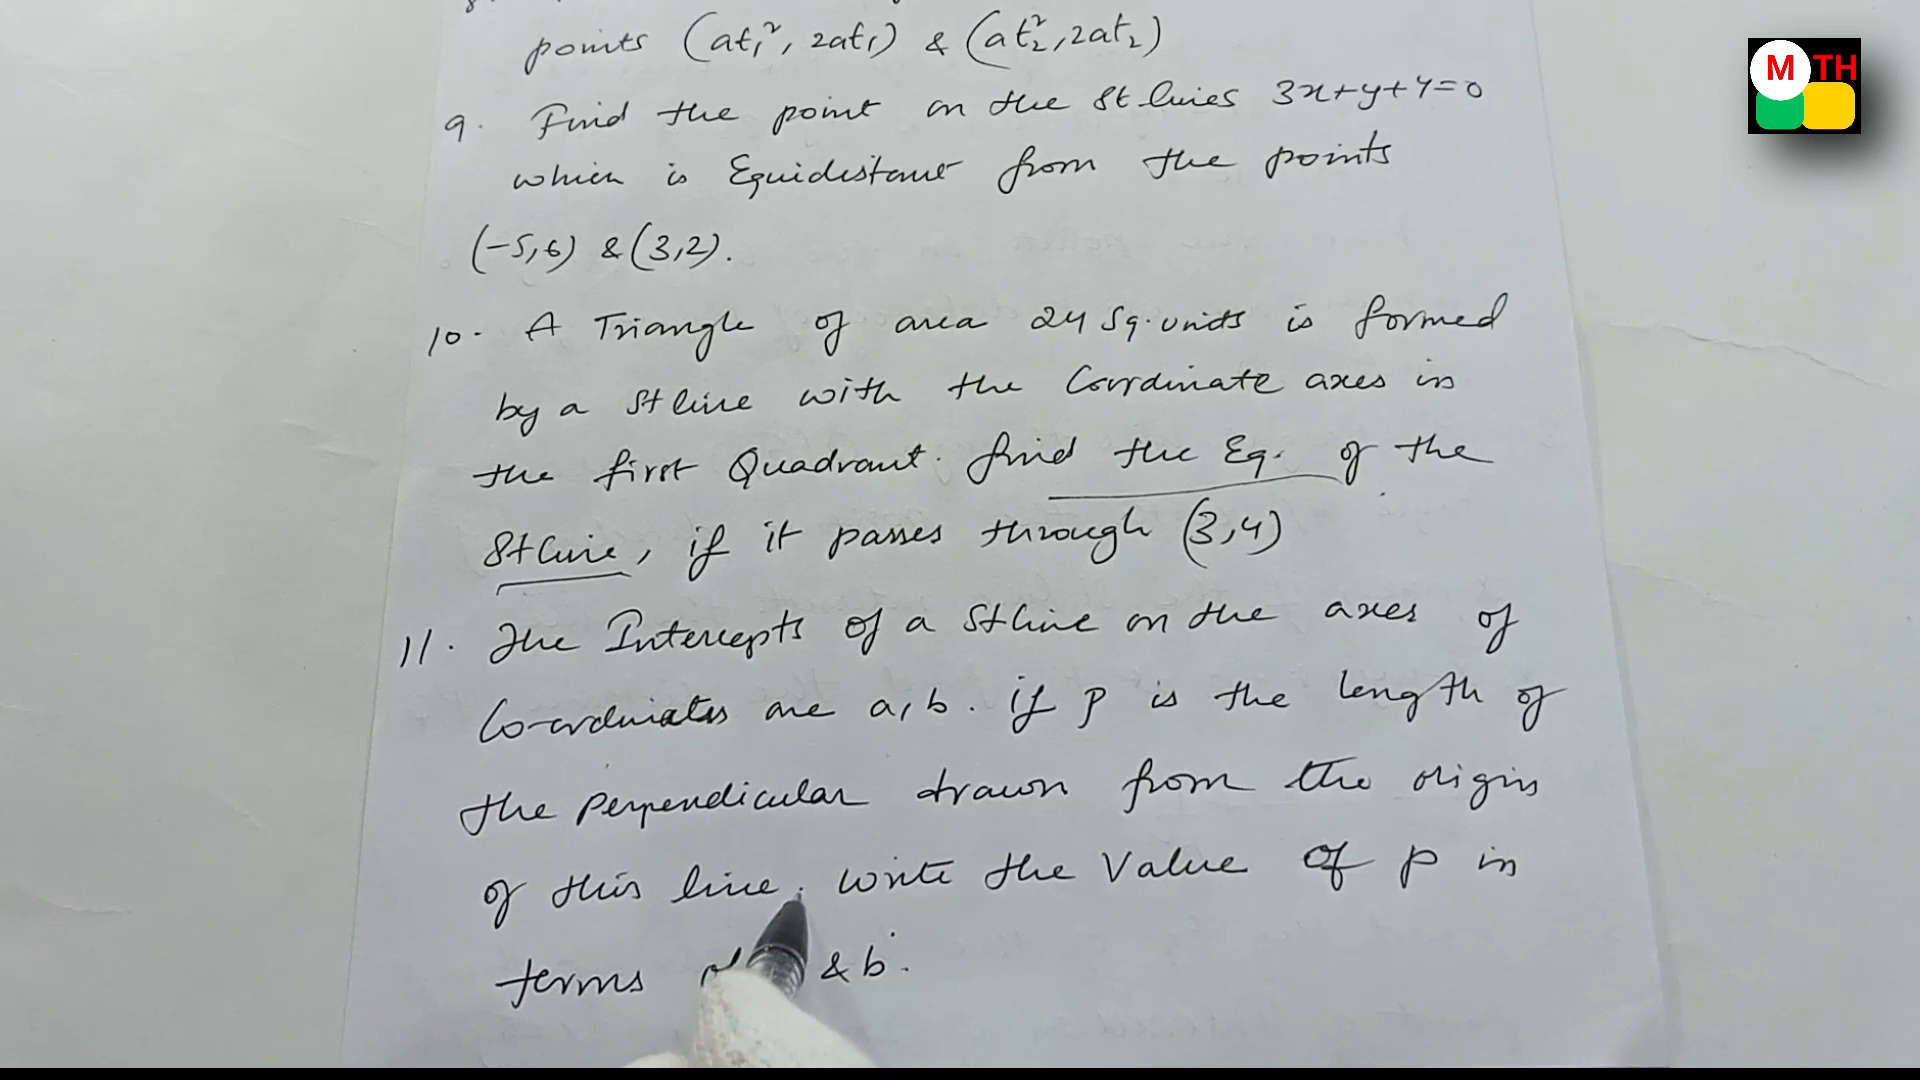 points (at₁², 2at₁) & (at₂², 2at₂)
9. Find the point on the St lines 3x+y+4=0
which is Equidistant from the points
(-5,6) & (3,2).
10. A Triangle of area 24 Sq.units is formed
by a St line with the Coordinate axes in
the first Quadrant. find the Eq. of the
St line, if it passes through (3,4)
11. The Intercepts of a St line on the axes of
Co-ordinates are a,b. if p is the length of
the perpendicular drawn from the origin
of this line. Write the Value of p in
terms & b.
M TH